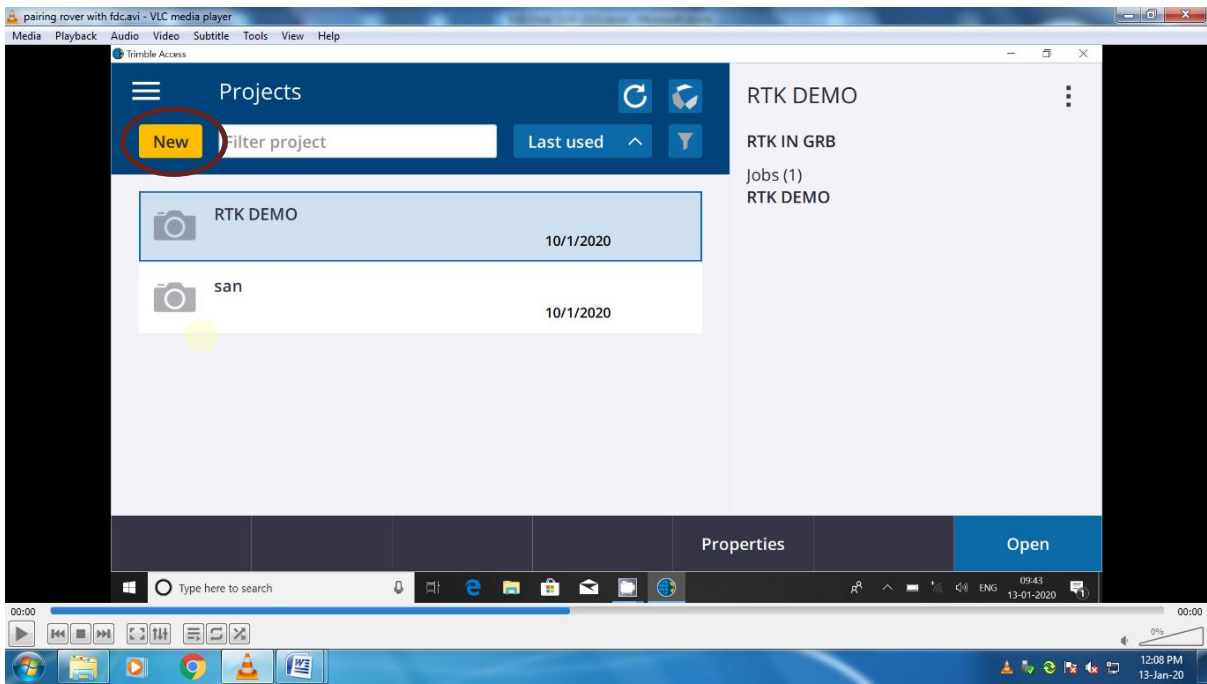 pairing rover with fdc.avi - VLC media player
Media Playback Audio Video Subtitle Tools View Help
Trimble Access
Projects
New
Filter project
Last used
RTK DEMO
10/1/2020
san
10/1/2020
RTK DEMO
RTK IN GRB
Jobs (1)
RTK DEMO
Properties
Open
Type here to search
ENG
09:43
13-01-2020
1
00:00
00:00
0%
12:08 PM
13-Jan-20